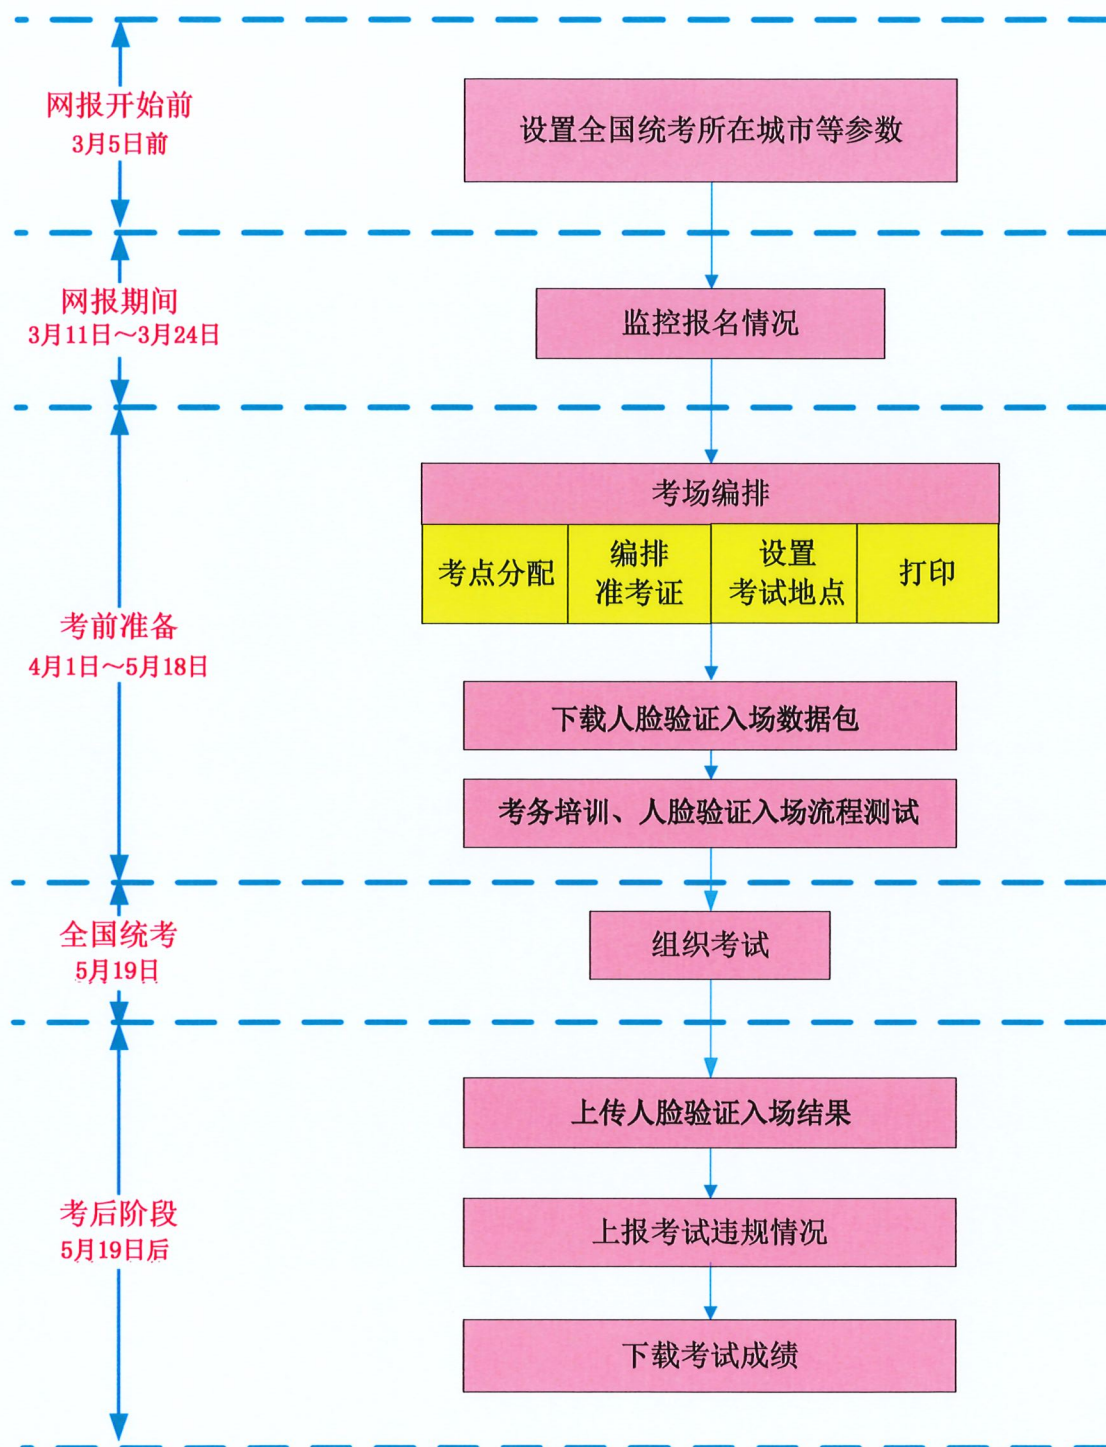 网报开始前
3月5日前
设置全国统考所在城市等参数
网报期间
3月11日～3月24日
监控报名情况
考前准备
4月1日～5月18日
考场编排
考点分配
编排
准考证
设置
考试地点
打印
下载人脸验证入场数据包
考务培训、人脸验证入场流程测试
全国统考
5月19日
组织考试
考后阶段
5月19日后
上传人脸验证入场结果
上报考试违规情况
下载考试成绩